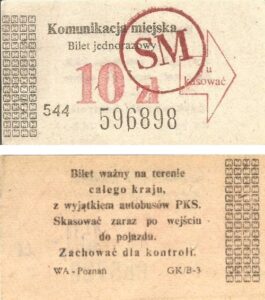 Komunikacja miejska
Bilet jednorazowy
SM
10 zł
tu
kasować
544
596898
Bilet ważny na terenie
całego kraju,
z wyjątkiem autobusów PKS.
Skasować zaraz po wejściu
do pojazdu.
Zachować dla kontroli.
WA - Poznań GK/B-3